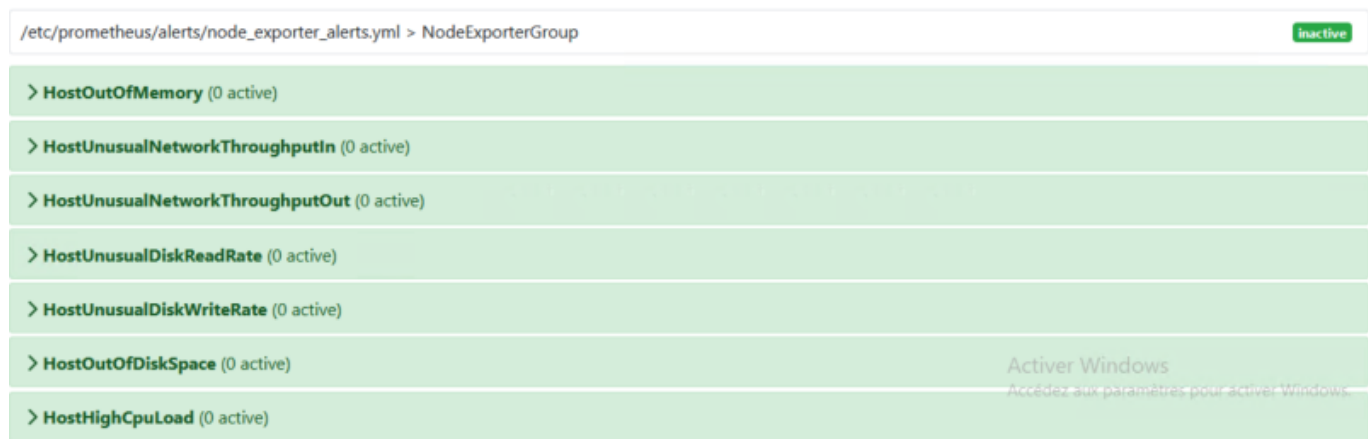 /etc/prometheus/alerts/node_exporter_alerts.yml > NodeExporterGroup
inactive
> HostOutOfMemory (0 active)
> HostUnusualNetworkThroughputIn (0 active)
> HostUnusualNetworkThroughputOut (0 active)
> HostUnusualDiskReadRate (0 active)
> HostUnusualDiskWriteRate (0 active)
> HostOutOfDiskSpace (0 active)
Activer Windows
Accédez aux paramètres pour activer Windows.
> HostHighCpuLoad (0 active)